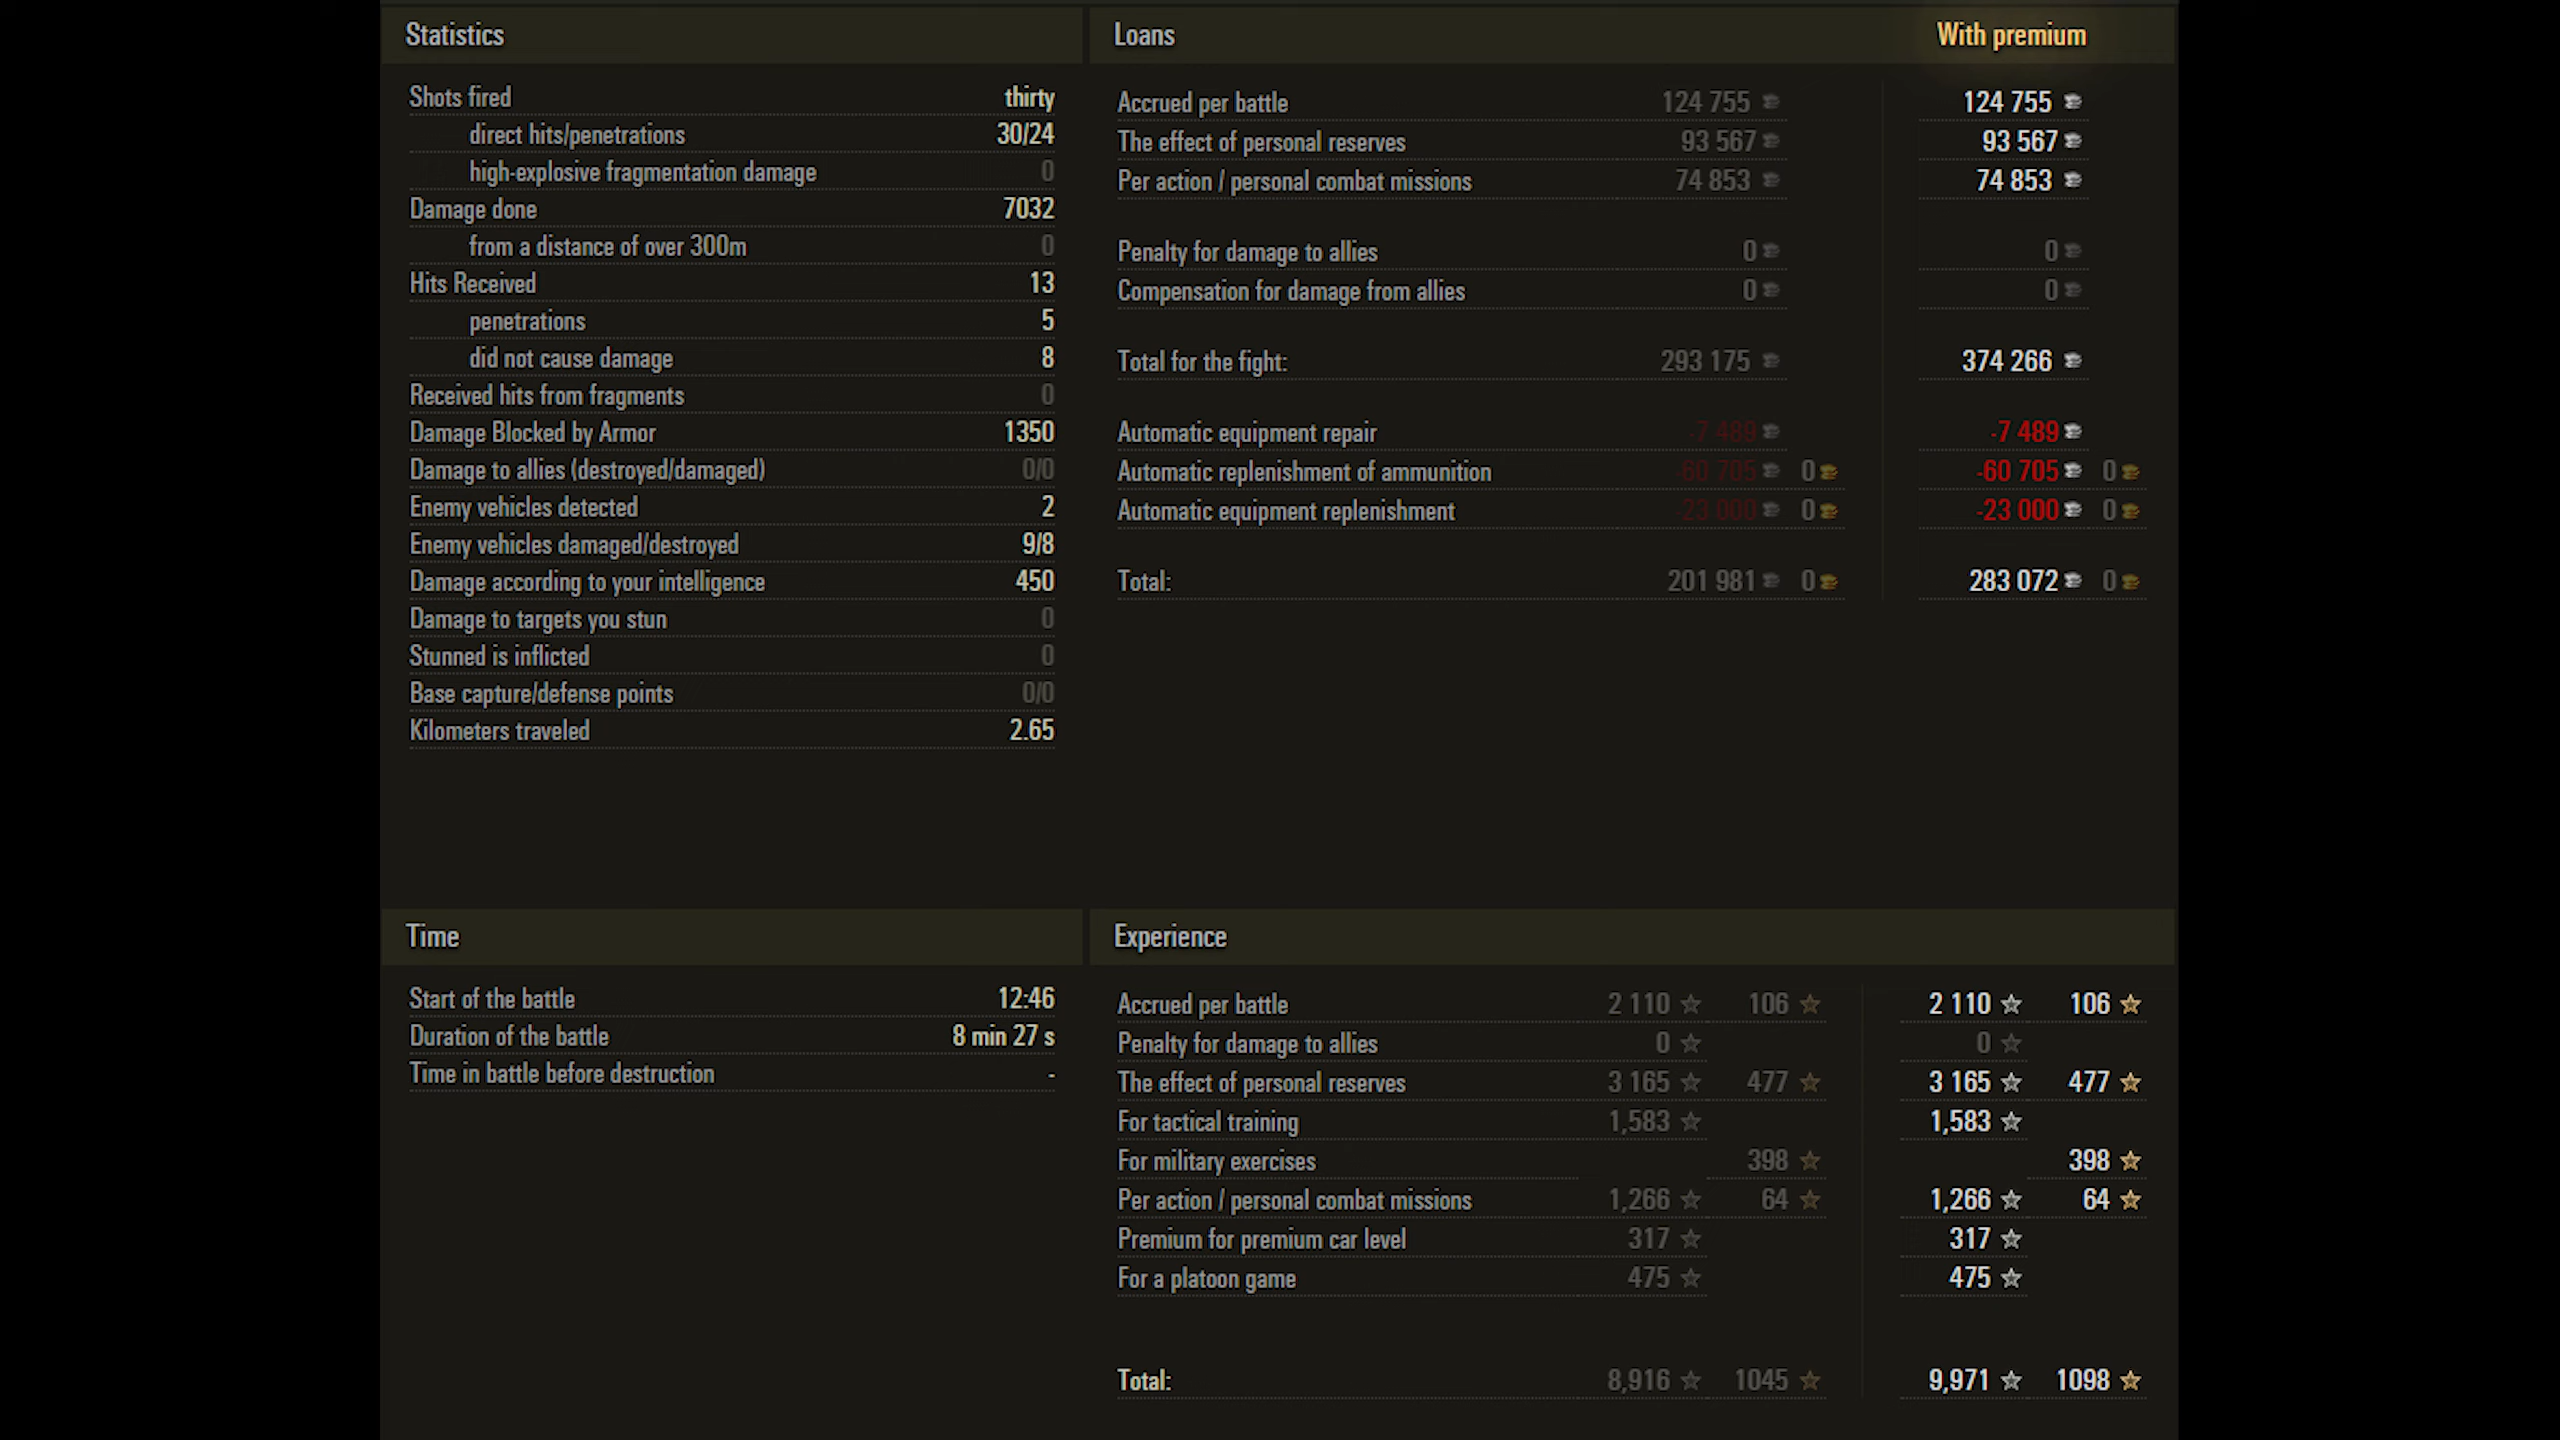 Statistics
Shots fired thirty
direct hits/penetrations 30/24
high-explosive fragmentation damage 0
Damage done 7032
from a distance of over 300m 0
Hits Received 13
penetrations 5
did not cause damage 8
Received hits from fragments 0
Damage Blocked by Armor 1350
Damage to allies (destroyed/damaged) 0/0
Enemy vehicles detected 2
Enemy vehicles damaged/destroyed 9/8
Damage according to your intelligence 450
Damage to targets you stun 0
Stunned is inflicted 0
Base capture/defense points 0/0
Kilometers traveled 2.65
Loans With premium
Accrued per battle 124 755 124 755
The effect of personal reserves 93 567 93 567
Per action / personal combat missions 74 853 74 853
Penalty for damage to allies 0 0
Compensation for damage from allies 0 0
Total for the fight: 293 175 374 266
Automatic equipment repair -7 489 -7 489
Automatic replenishment of ammunition -60 705 0 -60 705 0
Automatic equipment replenishment -23 000 0 -23 000 0
Total: 201 981 0 283 072 0
Time
Start of the battle 12:46
Duration of the battle 8 min 27 s
Time in battle before destruction -
Experience
Accrued per battle 2 110 106 2 110 106
Penalty for damage to allies 0 0
The effect of personal reserves 3 165 477 3 165 477
For tactical training 1,583 1,583
For military exercises 398 398
Per action / personal combat missions 1,266 64 1,266 64
Premium for premium car level 317 317
For a platoon game 475 475
Total: 8,916 1045 9,971 1098